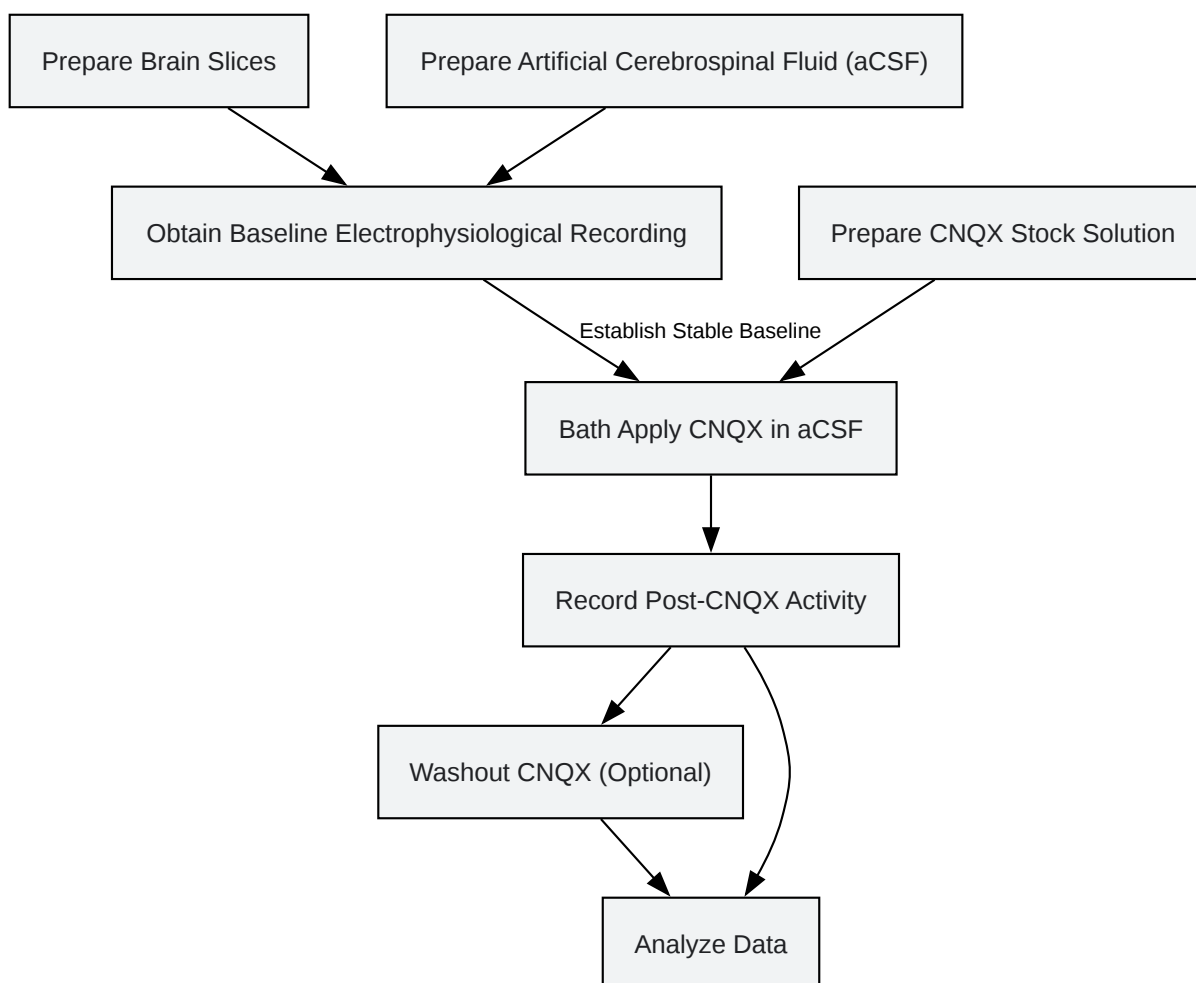 Prepare Brain Slices
Prepare Artificial Cerebrospinal Fluid (aCSF)
Obtain Baseline Electrophysiological Recording
Prepare CNQX Stock Solution
Establish Stable Baseline
Bath Apply CNQX in aCSF
Record Post-CNQX Activity
Washout CNQX (Optional)
Analyze Data